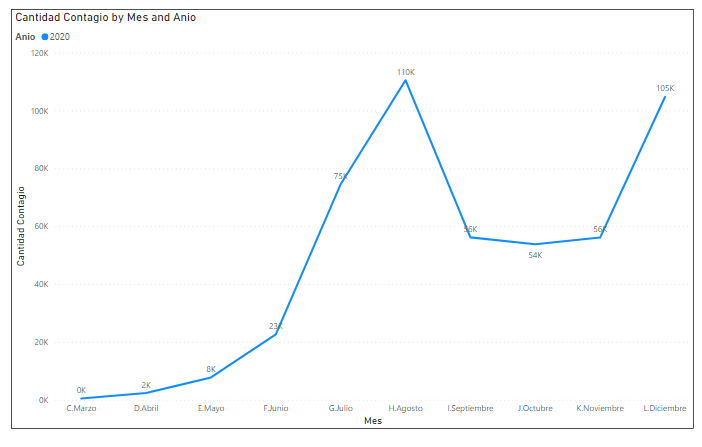 Cantidad Contagio by Mes and Anio
Anio 2020
120K
100K
80K
60K
40K
20K
0K
Cantidad Contagio
0K
2K
8K
23K
75K
110K
56K
54K
56K
105K
C.Marzo D.Abril E.Mayo F.Junio G.Julio H.Agosto I.Septiembre J.Octubre K.Noviembre L.Diciembre
Mes